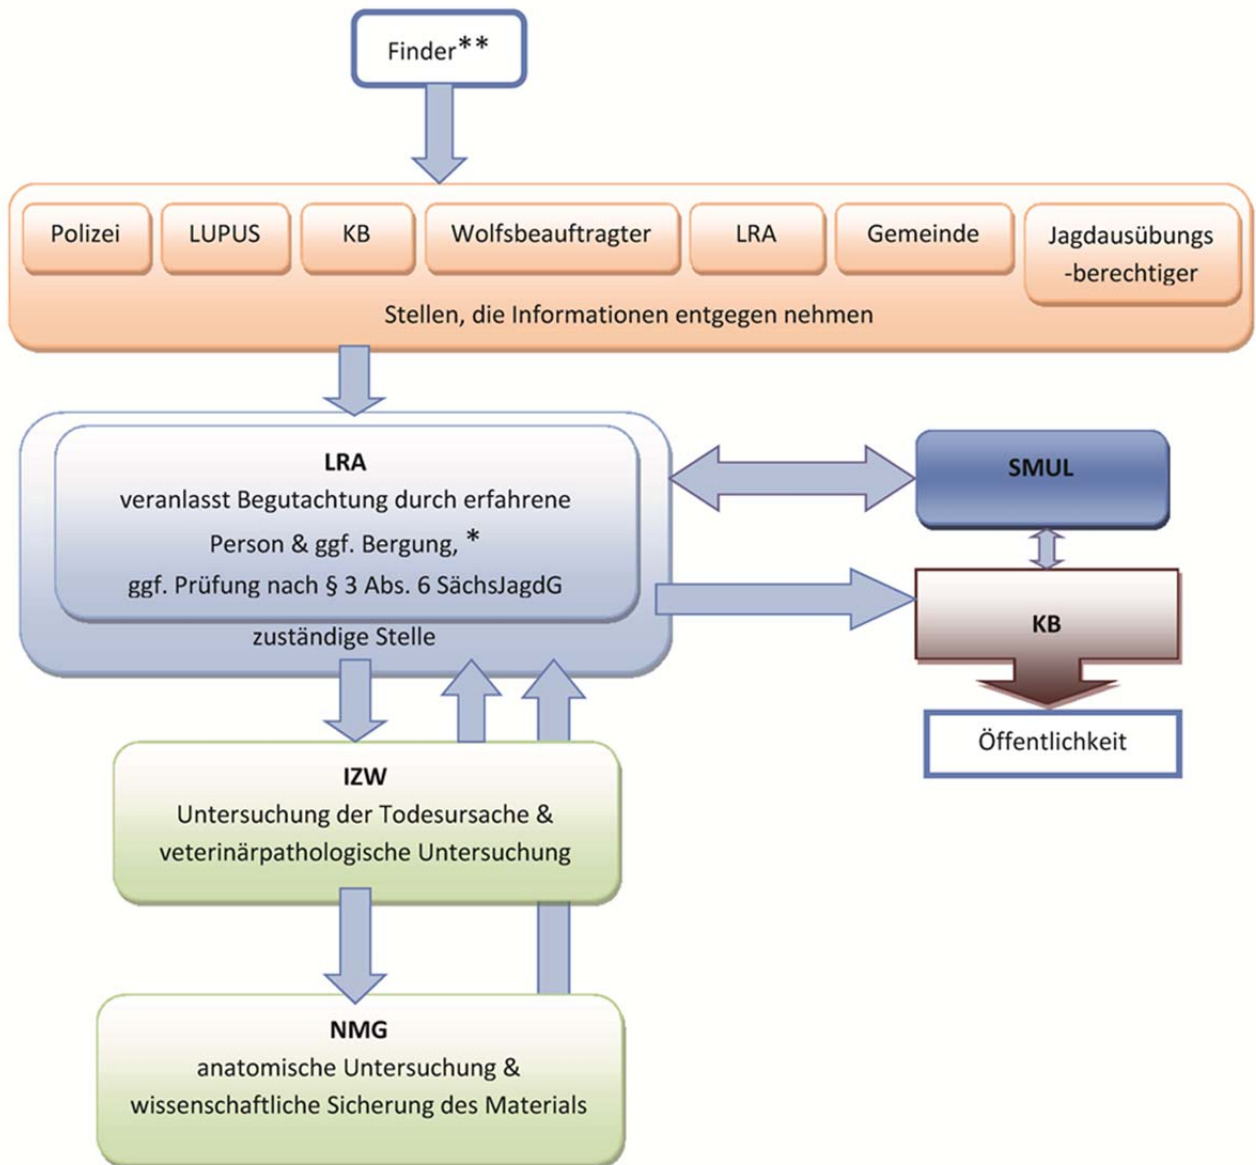 Finder**
Polizei
LUPUS
KB
Wolfsbeauftragter
LRA
Gemeinde
Jagdausübungs
-berechtiger
Stellen, die Informationen entgegen nehmen
LRA
veranlasst Begutachtung durch erfahrene
Person & ggf. Bergung, *
ggf. Prüfung nach § 3 Abs. 6 SächsJagdG
zuständige Stelle
SMUL
KB
Öffentlichkeit
IZW
Untersuchung der Todesursache &
veterinärpathologische Untersuchung
NMG
anatomische Untersuchung &
wissenschaftliche Sicherung des Materials